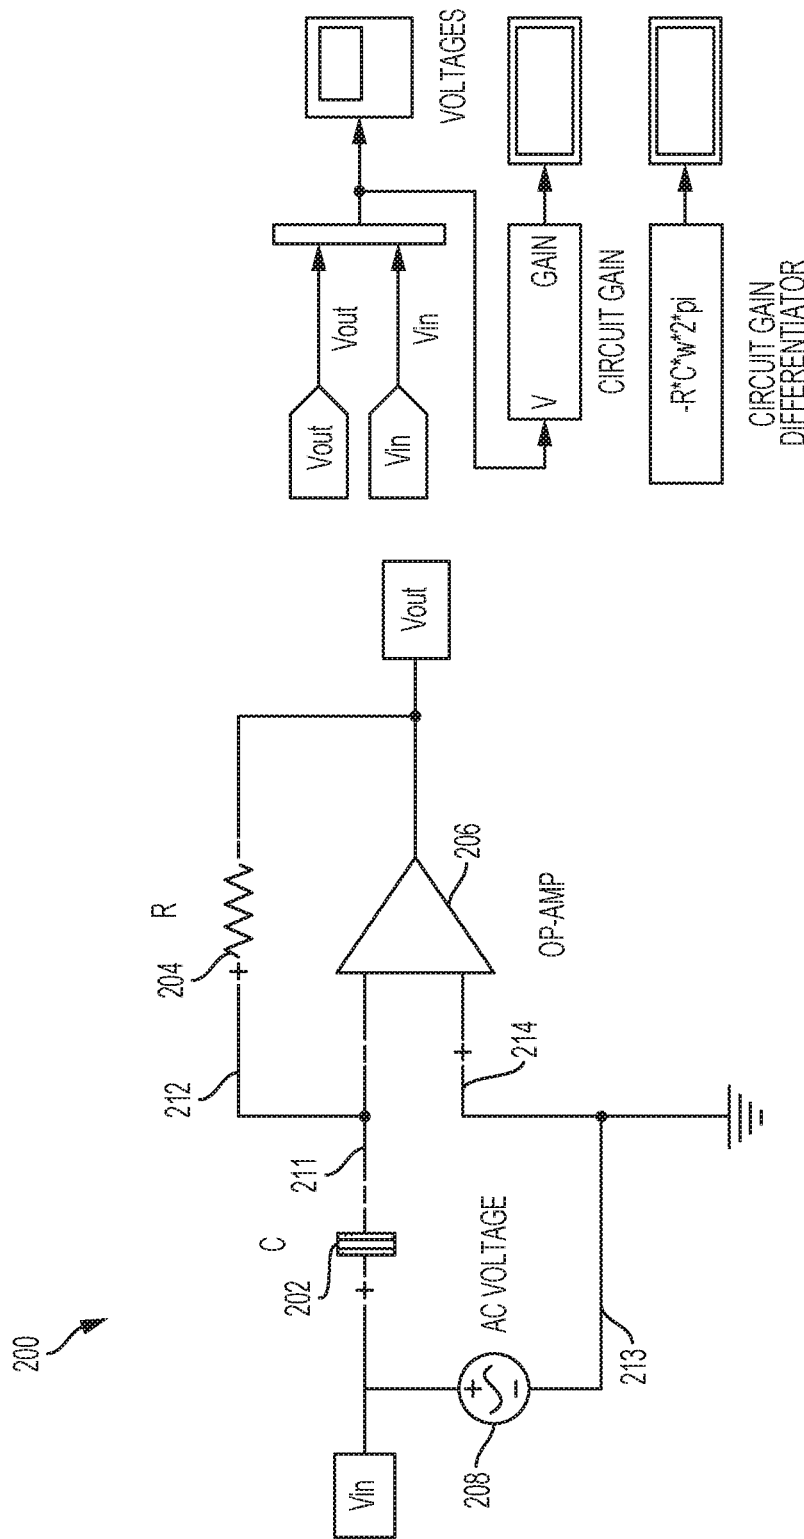 200
Vin
208
+
−
AC VOLTAGE
213
C
202
+
211
212
204
+
R
+
214
206
OP-AMP
Vout
Vout
Vin
Vout
Vin
VOLTAGES
V GAIN
CIRCUIT GAIN
-R*C*w*2*pi
CIRCUIT GAIN
DIFFERENTIATOR